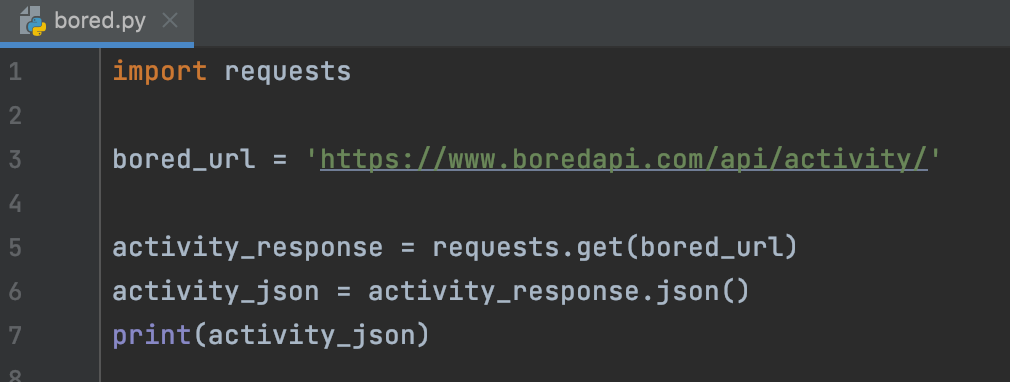 bored.py
1 import requests
2
3 bored_url = 'https://www.boredapi.com/api/activity/'
4
5 activity_response = requests.get(bored_url)
6 activity_json = activity_response.json()
7 print(activity_json)
8